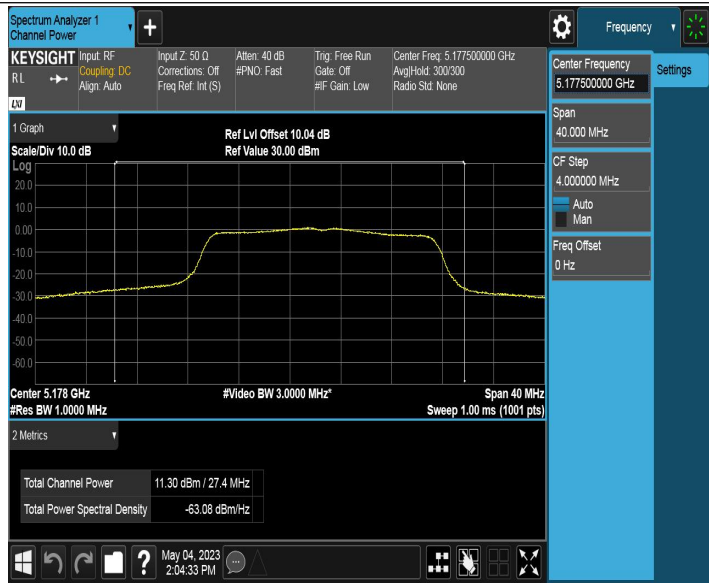 Spectrum Analyzer 1
Channel Power
+
Frequency
KEYSIGHT
RL
LXI
Input: RF
Coupling: DC
Align: Auto
Input Z: 50 Ω
Corrections: Off
Freq Ref: Int (S)
Atten: 40 dB
#PNO: Fast
Trig: Free Run
Gate: Off
#IF Gain: Low
Center Freq: 5.177500000 GHz
Avg|Hold: 300/300
Radio Std: None
Center Frequency
5.177500000 GHz
Settings
Span
40.000 MHz
CF Step
4.000000 MHz
Auto
Man
Freq Offset
0 Hz
1 Graph
Scale/Div 10.0 dB
Ref Lvl Offset 10.04 dB
Ref Value 30.00 dBm
Log
20.0
10.0
0.00
-10.0
-20.0
-30.0
-40.0
-50.0
-60.0
Center 5.178 GHz
#Video BW 3.0000 MHz*
Span 40 MHz
#Res BW 1.0000 MHz
Sweep 1.00 ms (1001 pts)
2 Metrics
Total Channel Power 11.30 dBm / 27.4 MHz
Total Power Spectral Density -63.08 dBm/Hz
?
May 04, 2023
2:04:33 PM